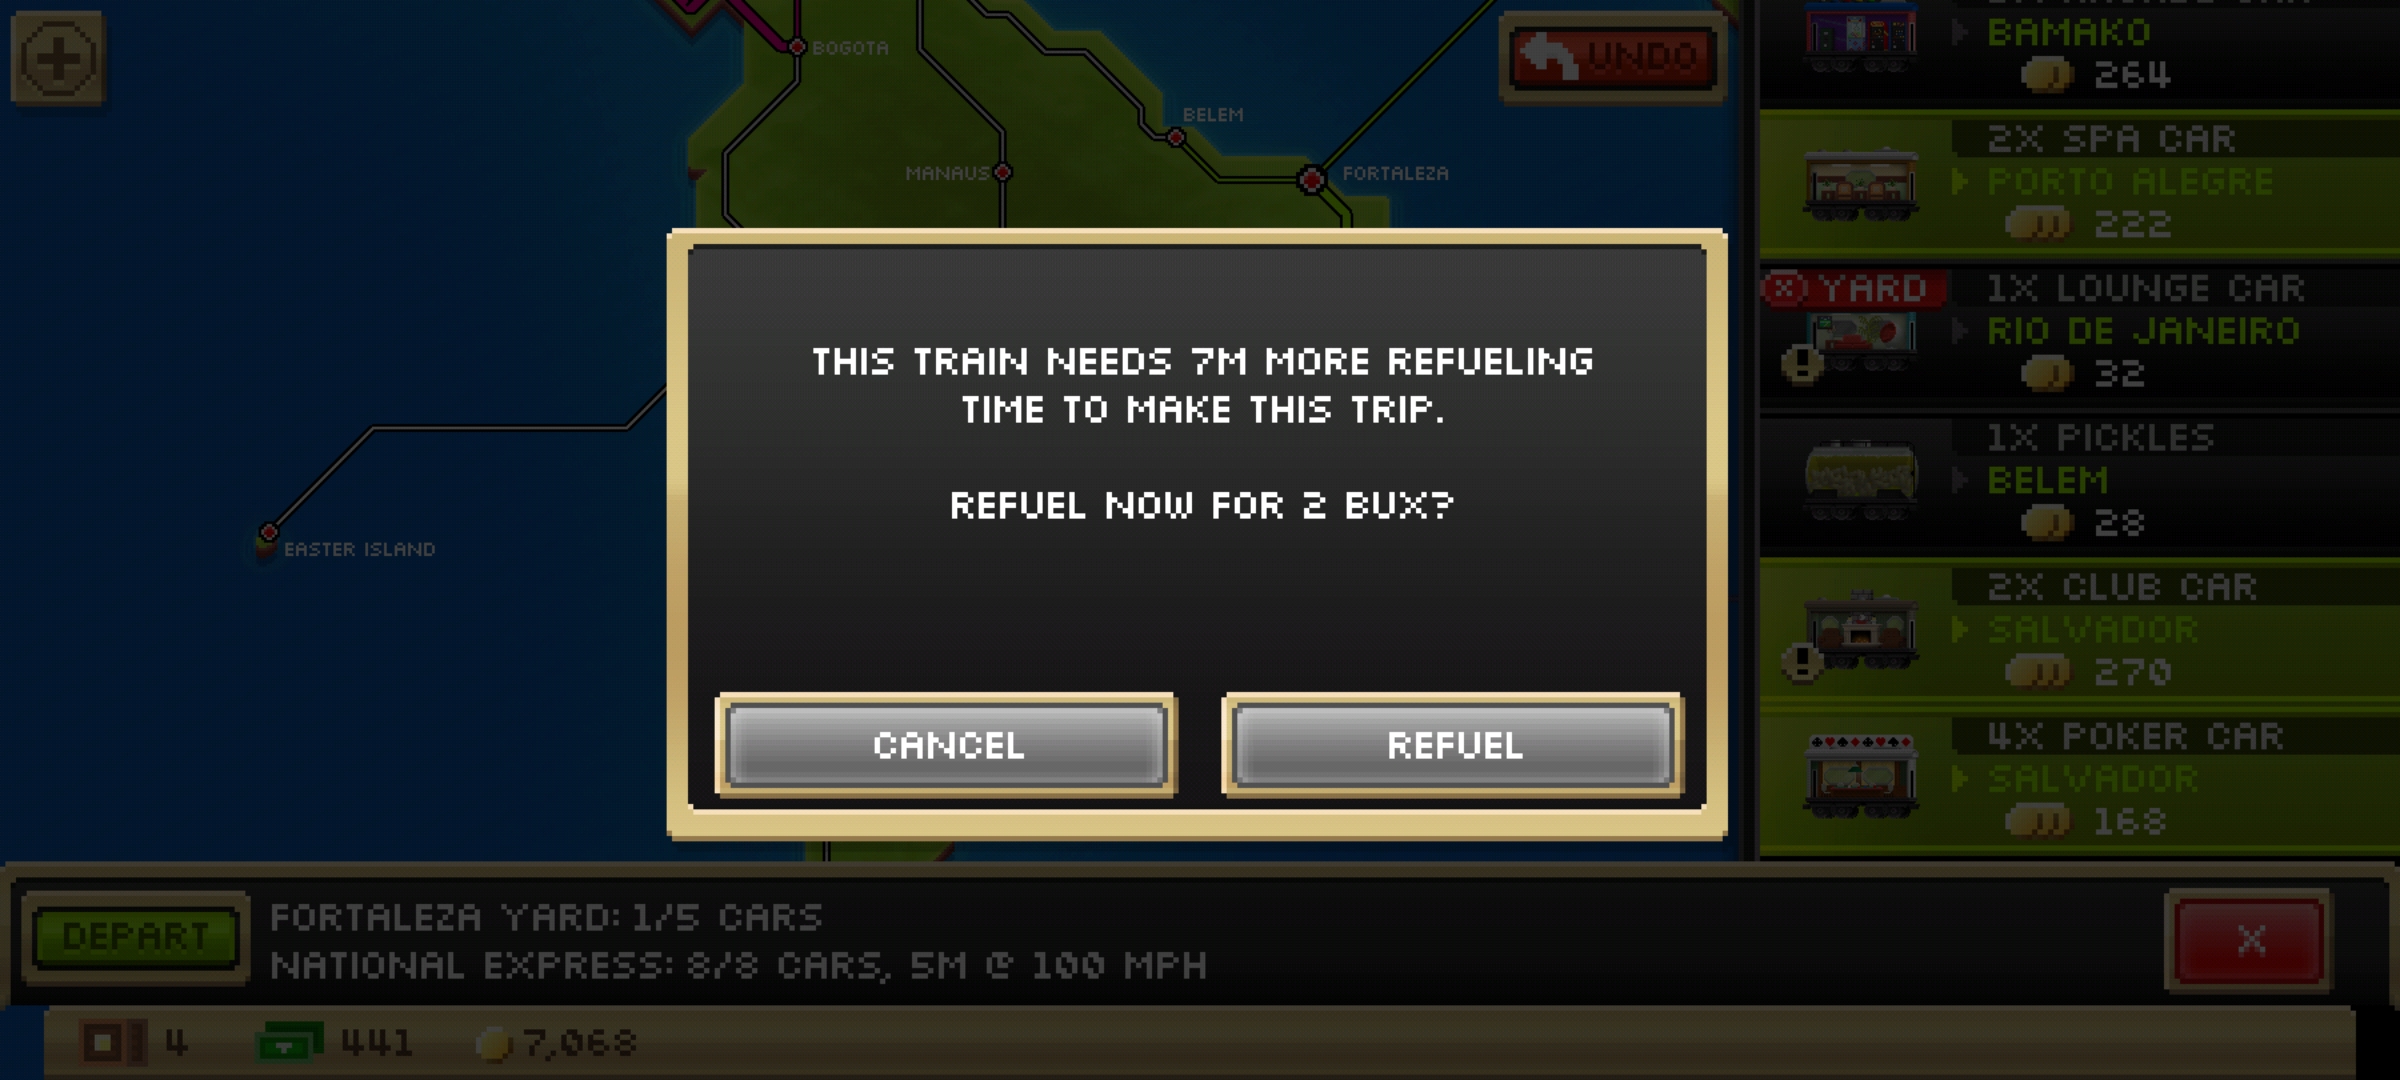 BOGOTA
UNDO
BELEM
MANAUS
FORTALEZA
EASTER ISLAND
THIS TRAIN NEEDS 7M MORE REFUELING
TIME TO MAKE THIS TRIP.
REFUEL NOW FOR 2 BUX?
CANCEL
REFUEL
BAMAKO
264
2X SPA CAR
PORTO ALEGRE
222
YARD
1X LOUNGE CAR
RIO DE JANEIRO
32
1X PICKLES
BELEM
28
2X CLUB CAR
SALVADOR
270
4X POKER CAR
SALVADOR
168
DEPART
FORTALEZA YARD: 1/5 CARS
NATIONAL EXPRESS: 8/8 CARS, 5M @ 100 MPH
X
4
441
7,068